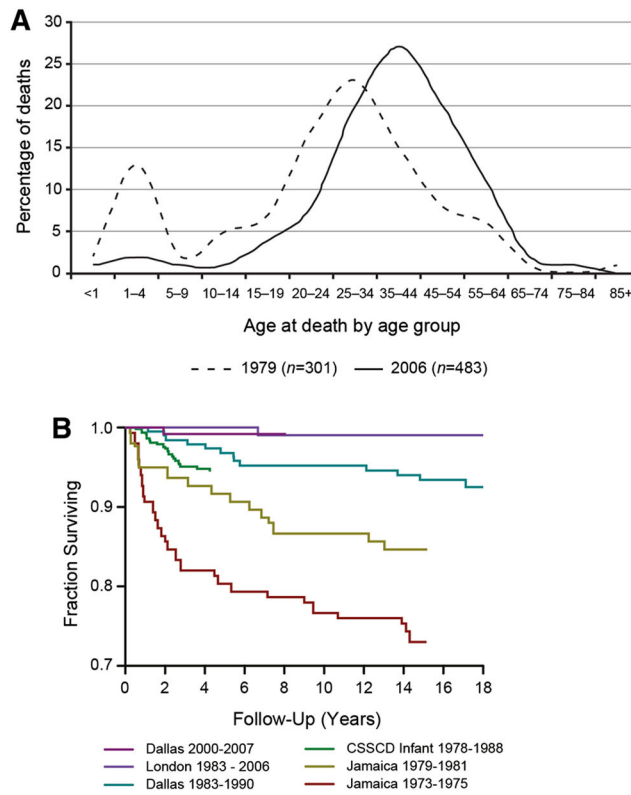 A
30
25
20
15
10
5
0
Percentage of deaths
<1 1–4 5–9 10–14 15–19 20–24 25–34 35–44 45–54 55–64 65–74 75–84 85+
Age at death by age group
1979 (n=301) 2006 (n=483)
B
1.0
0.9
0.8
0.7
Fraction Surviving
0 2 4 6 8 10 12 14 16 18
Follow-Up (Years)
Dallas 2000-2007 CSSCD Infant 1978-1988
London 1983 - 2006 Jamaica 1979-1981
Dallas 1983-1990 Jamaica 1973-1975